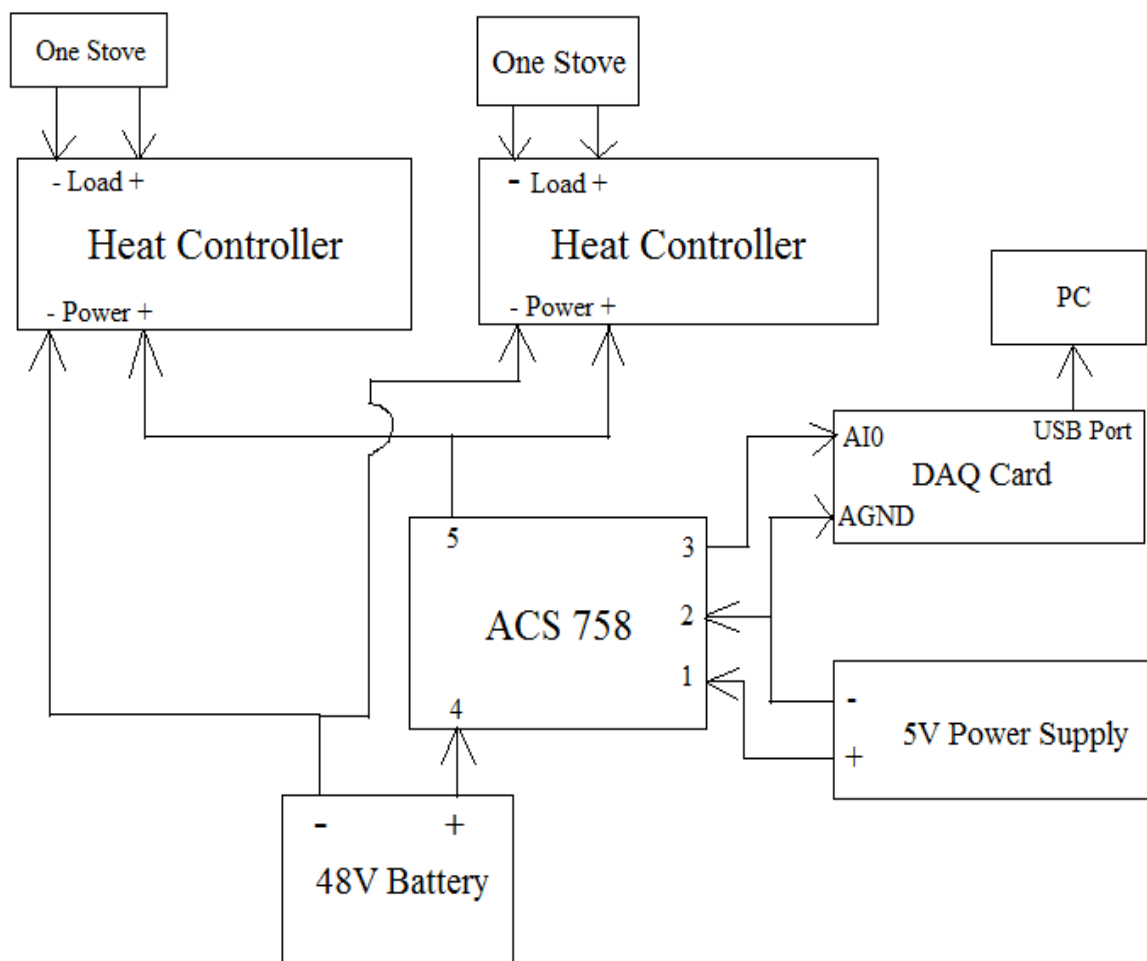 One Stove
One Stove
- Load +
- Load +
Heat Controller
Heat Controller
- Power +
- Power +
PC
AI0
USB Port
DAQ Card
AGND
5
3
ACS 758
2
1
4
-
5V Power Supply
+
- +
48V Battery